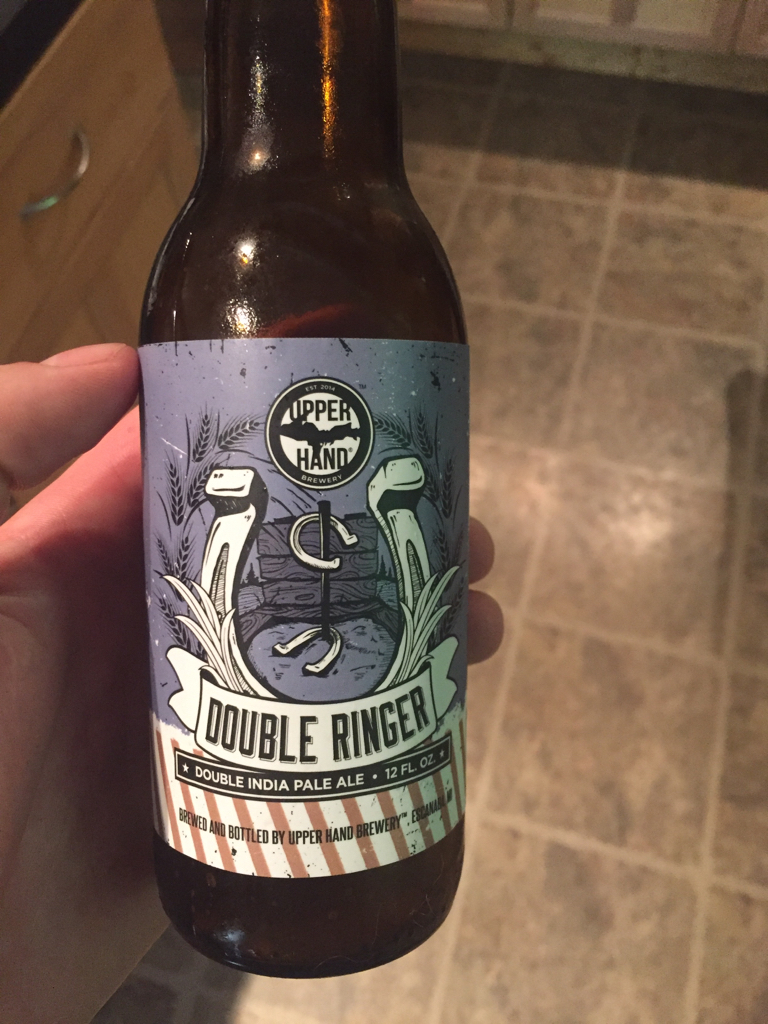 EST. 2014
UPPER
HAND
BREWERY
DOUBLE RINGER
★ DOUBLE INDIA PALE ALE • 12 FL. OZ. ★
BREWED AND BOTTLED BY UPPER HAND BREWERY™, ESCANABA, MI